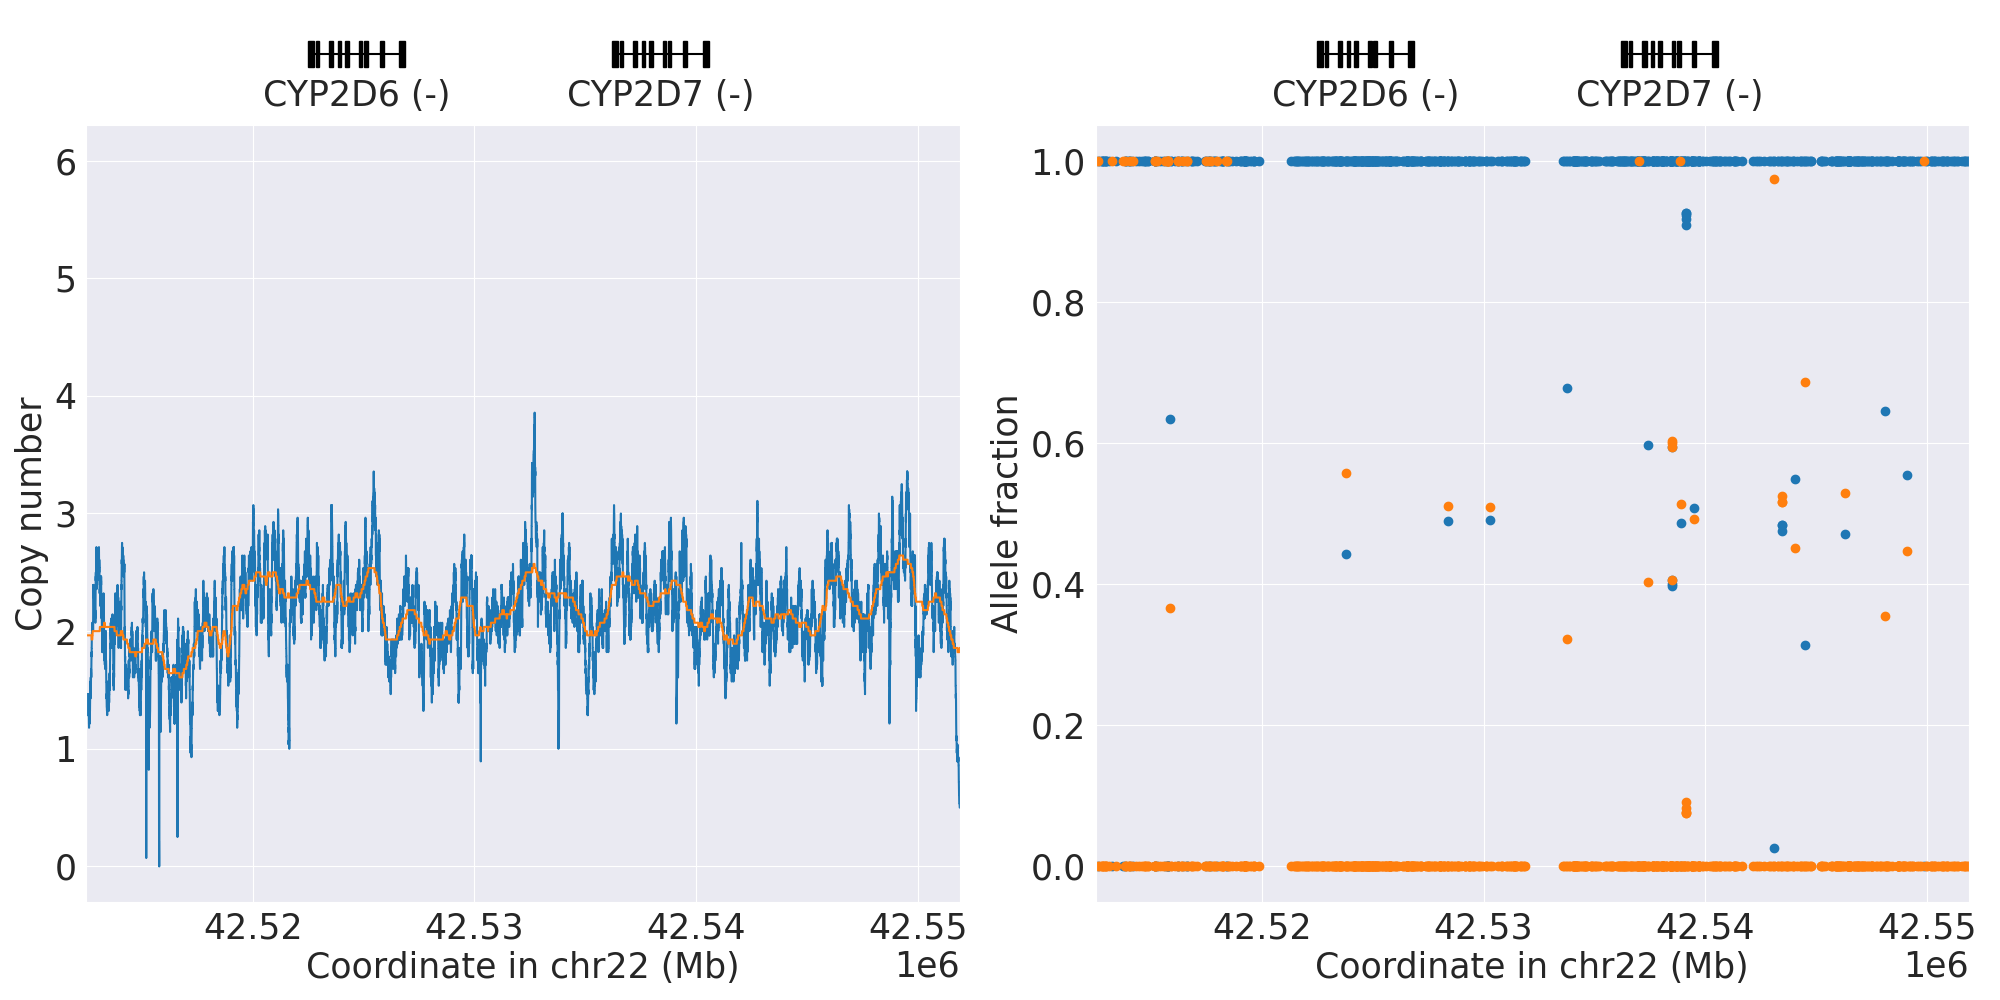 CYP2D6 (-) CYP2D7 (-)
6
5
4
3
2
1
0
Copy number
42.52 42.53 42.54 42.55
Coordinate in chr22 (Mb) 1e6
CYP2D6 (-) CYP2D7 (-)
1.0
0.8
0.6
0.4
0.2
0.0
Allele fraction
42.52 42.53 42.54 42.55
Coordinate in chr22 (Mb) 1e6